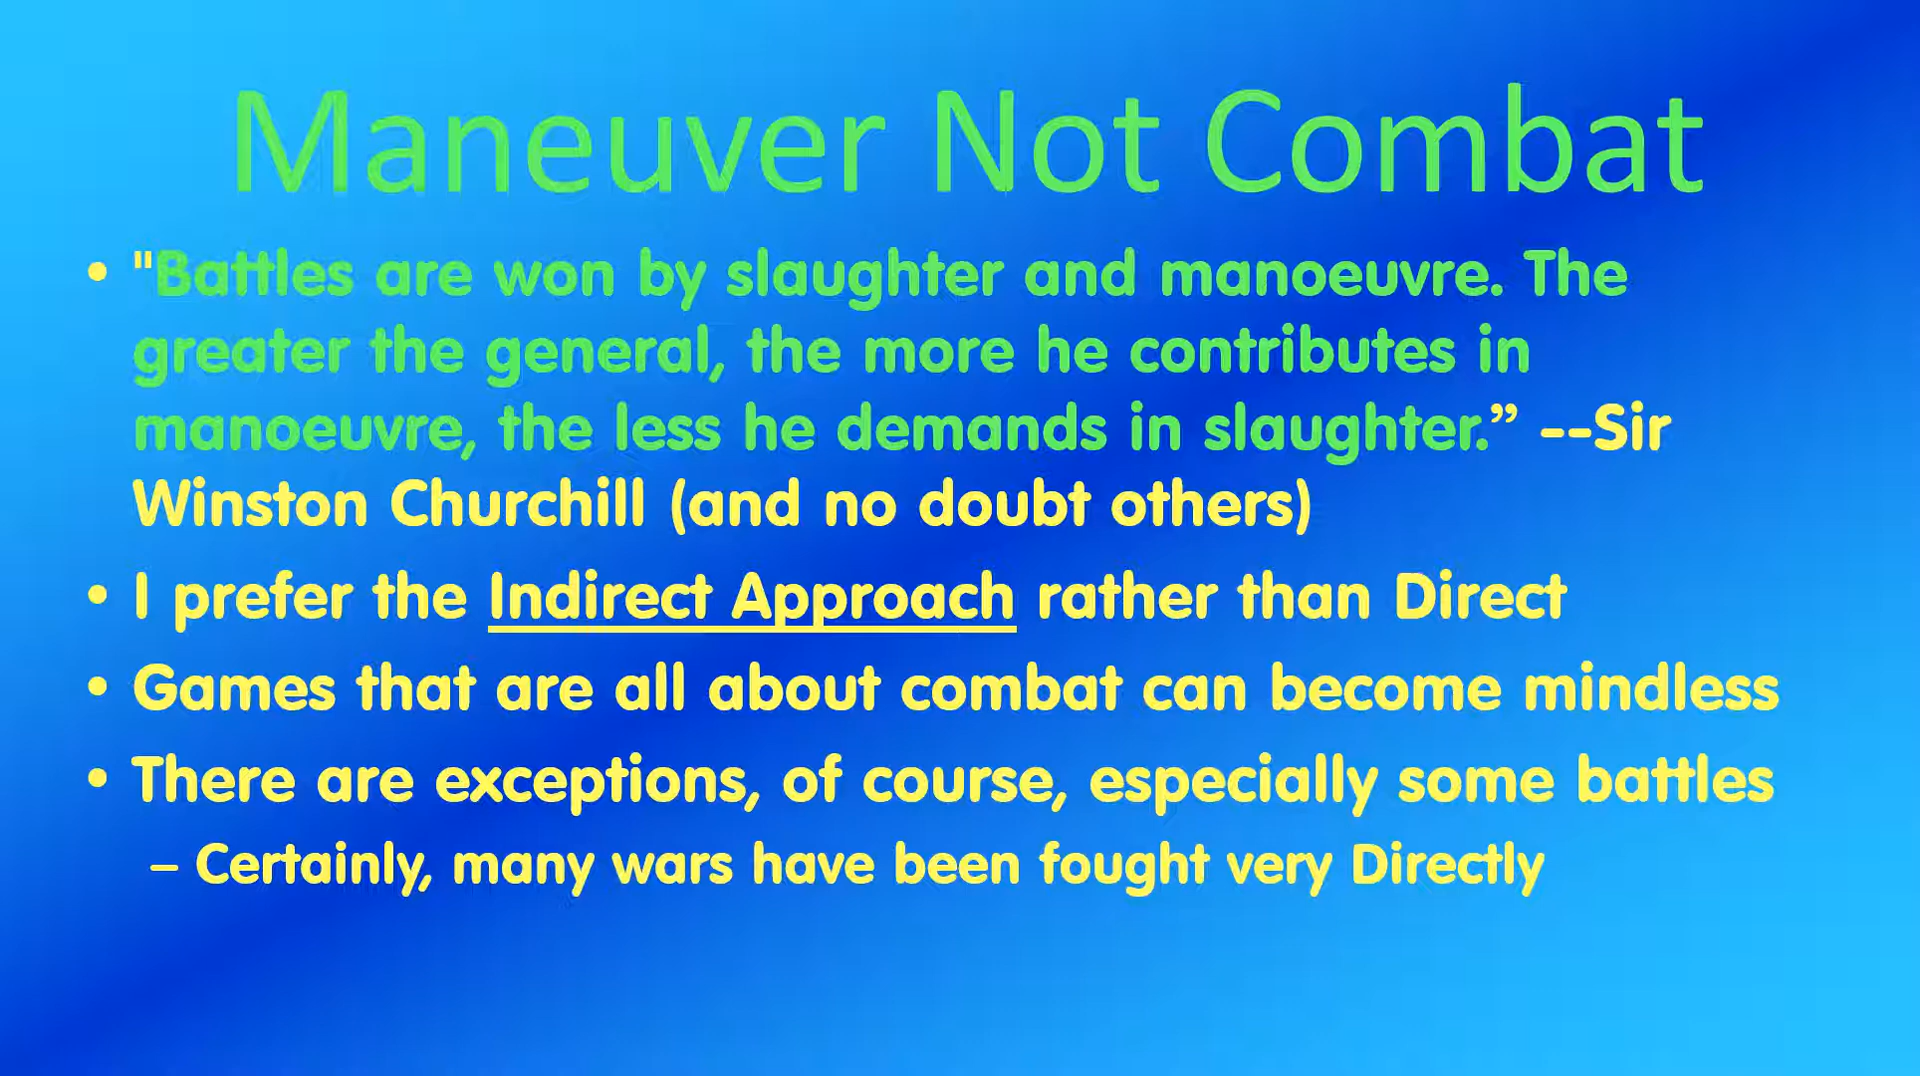 Maneuver Not Combat
• "Battles are won by slaughter and manoeuvre. The
greater the general, the more he contributes in
manoeuvre, the less he demands in slaughter.” --Sir
Winston Churchill (and no doubt others)
• I prefer the Indirect Approach rather than Direct
• Games that are all about combat can become mindless
• There are exceptions, of course, especially some battles
– Certainly, many wars have been fought very Directly